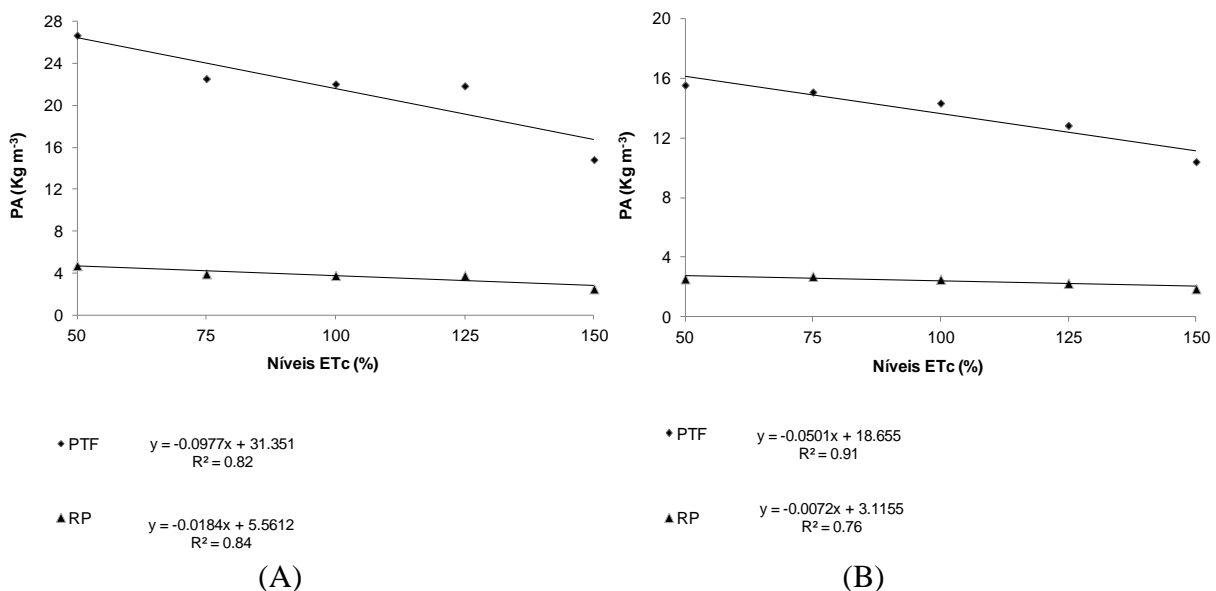 28
24
20
16
12
8
4
0
PA (Kg m⁻³)
50 75 100 125 150
Níveis ETc (%)
PTF y = -0.0977x + 31.351
R² = 0.82
RP y = -0.0184x + 5.5612
R² = 0.84
(A)
20
16
12
8
4
0
PA (Kg m⁻³)
50 75 100 125 150
Níveis ETc (%)
PTF y = -0.0501x + 18.655
R² = 0.91
RP y = -0.0072x + 3.1155
R² = 0.76
(B)